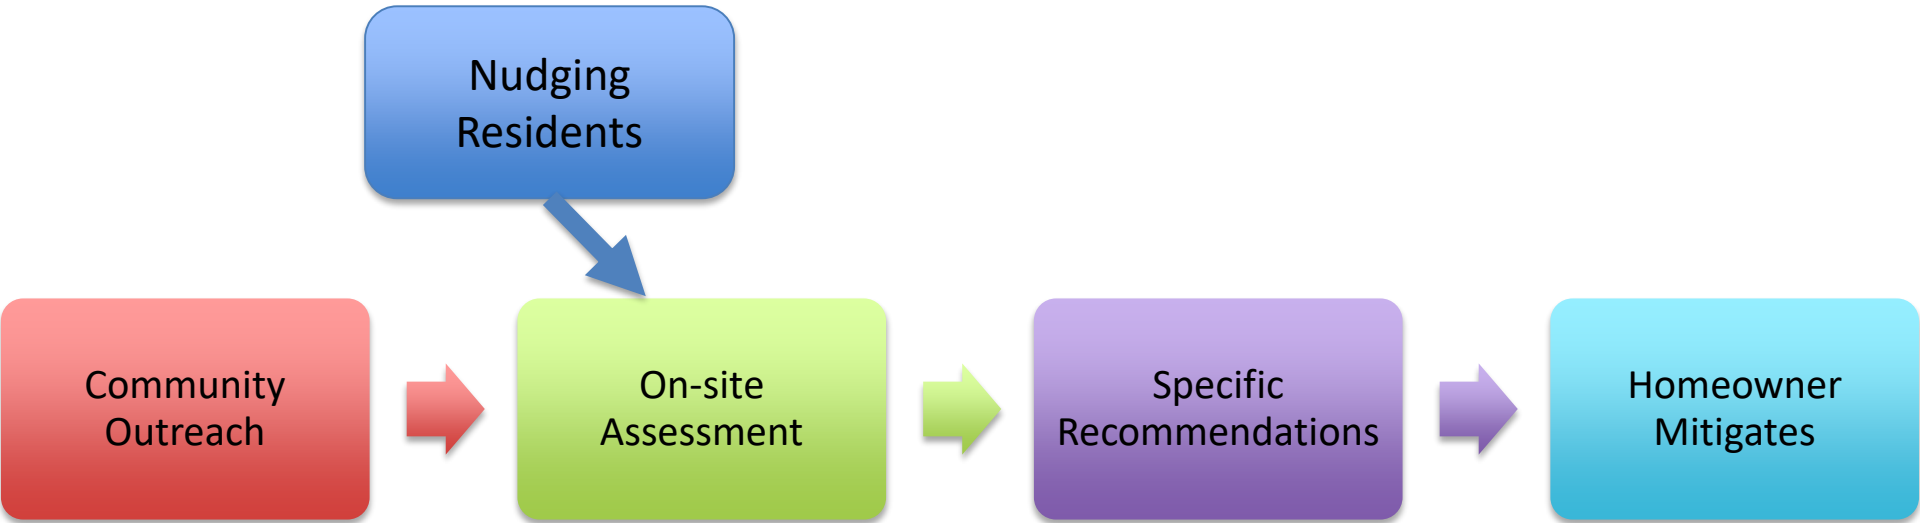 Nudging
Residents
Community
Outreach
On-site
Assessment
Specific
Recommendations
Homeowner
Mitigates